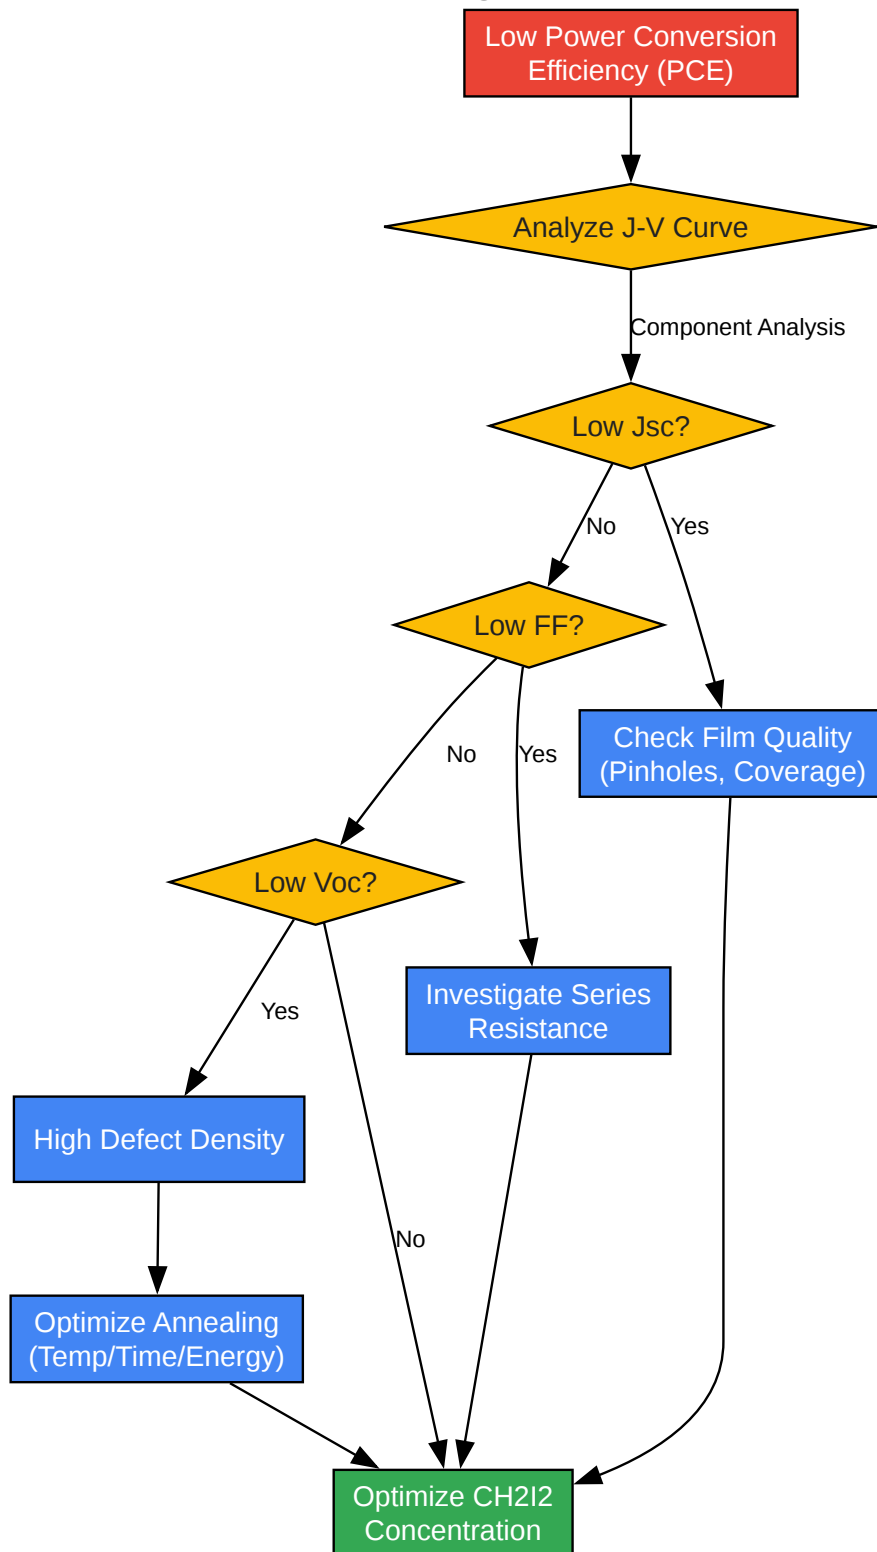 Low Power Conversion
Efficiency (PCE)
Analyze J-V Curve
Component Analysis
Low Jsc?
No
Yes
Low FF?
No
Yes
Check Film Quality
(Pinholes, Coverage)
Low Voc?
Yes
Investigate Series
Resistance
High Defect Density
No
Optimize Annealing
(Temp/Time/Energy)
Optimize CH2I2
Concentration